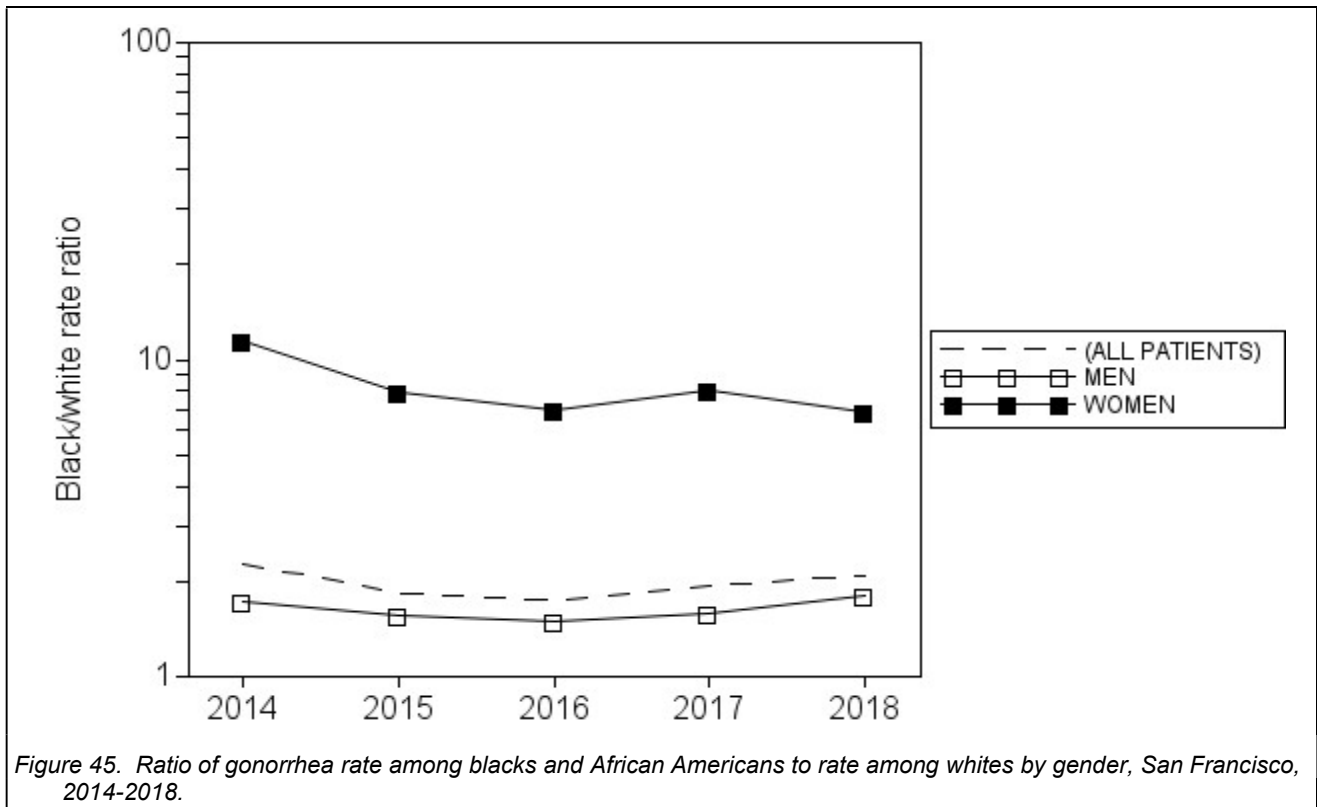 100
10
1
Black/white rate ratio
2014 2015 2016 2017 2018
(ALL PATIENTS)
MEN
WOMEN
Figure 45. Ratio of gonorrhea rate among blacks and African Americans to rate among whites by gender, San Francisco,
2014-2018.